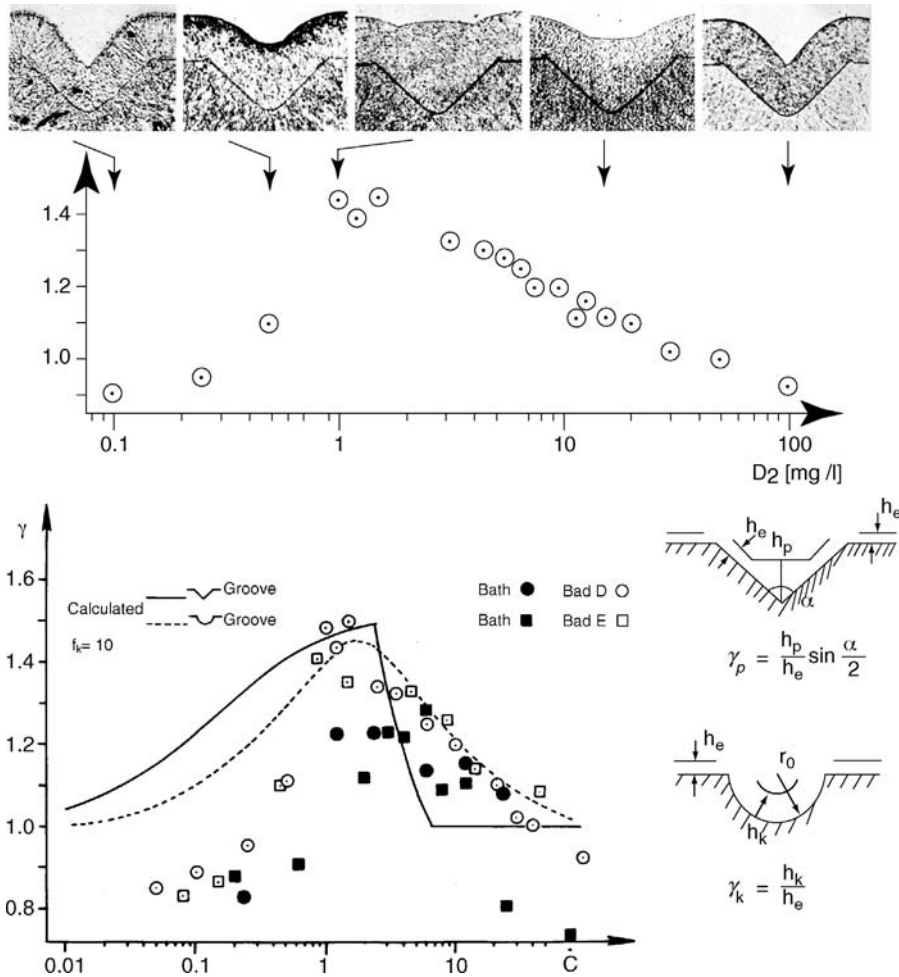 1.4
1.2
1.0
0.1 1 10 100
D2 [mg /l]
γ
1.6
1.4
1.2
1.0
0.8
Calculated
fk= 10
Groove
Groove
Bath Bad D
Bath Bad E
0.01 0.1 1 10 C
he
he
hp
α
γp = hp/he sin α/2
he
r0
hk
γk = hk/he